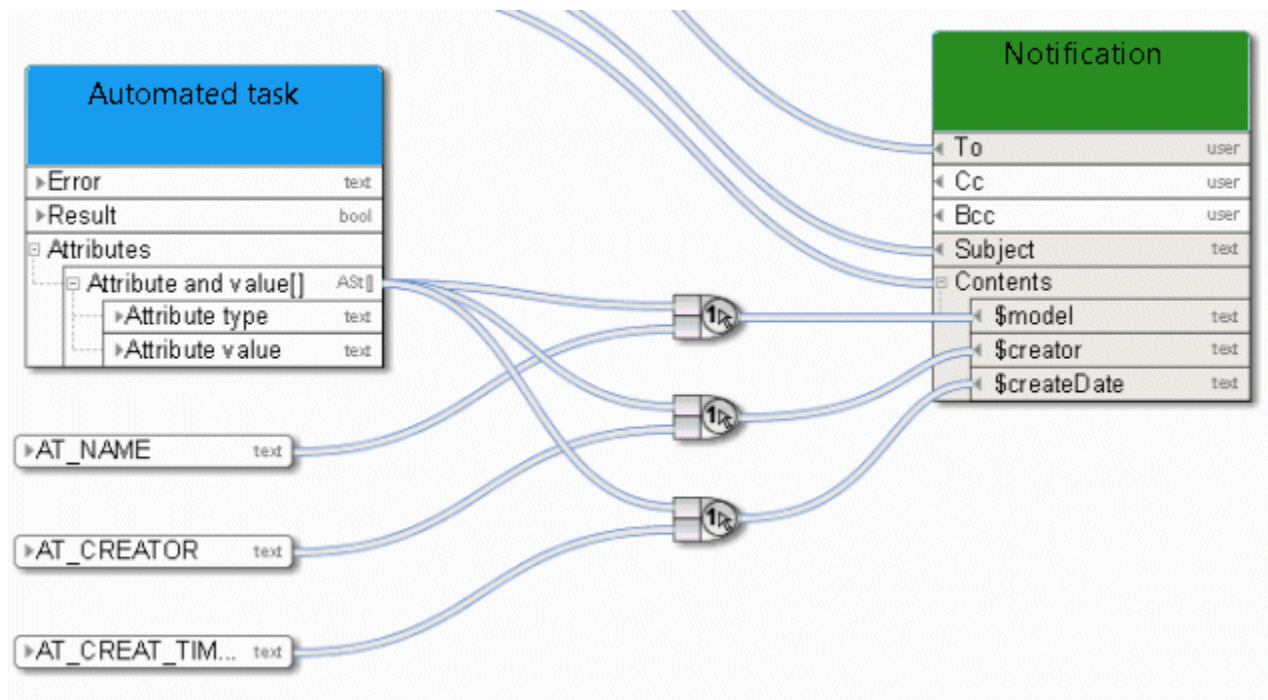 Automated task
Error text
Result bool
Attributes
Attribute and value[] ASt[]
Attribute type text
Attribute value text
AT_NAME text
AT_CREATOR text
AT_CREAT_TIM... text
1
1
1
Notification
To user
Cc user
Bcc user
Subject text
Contents
$model text
$creator text
$createDate text